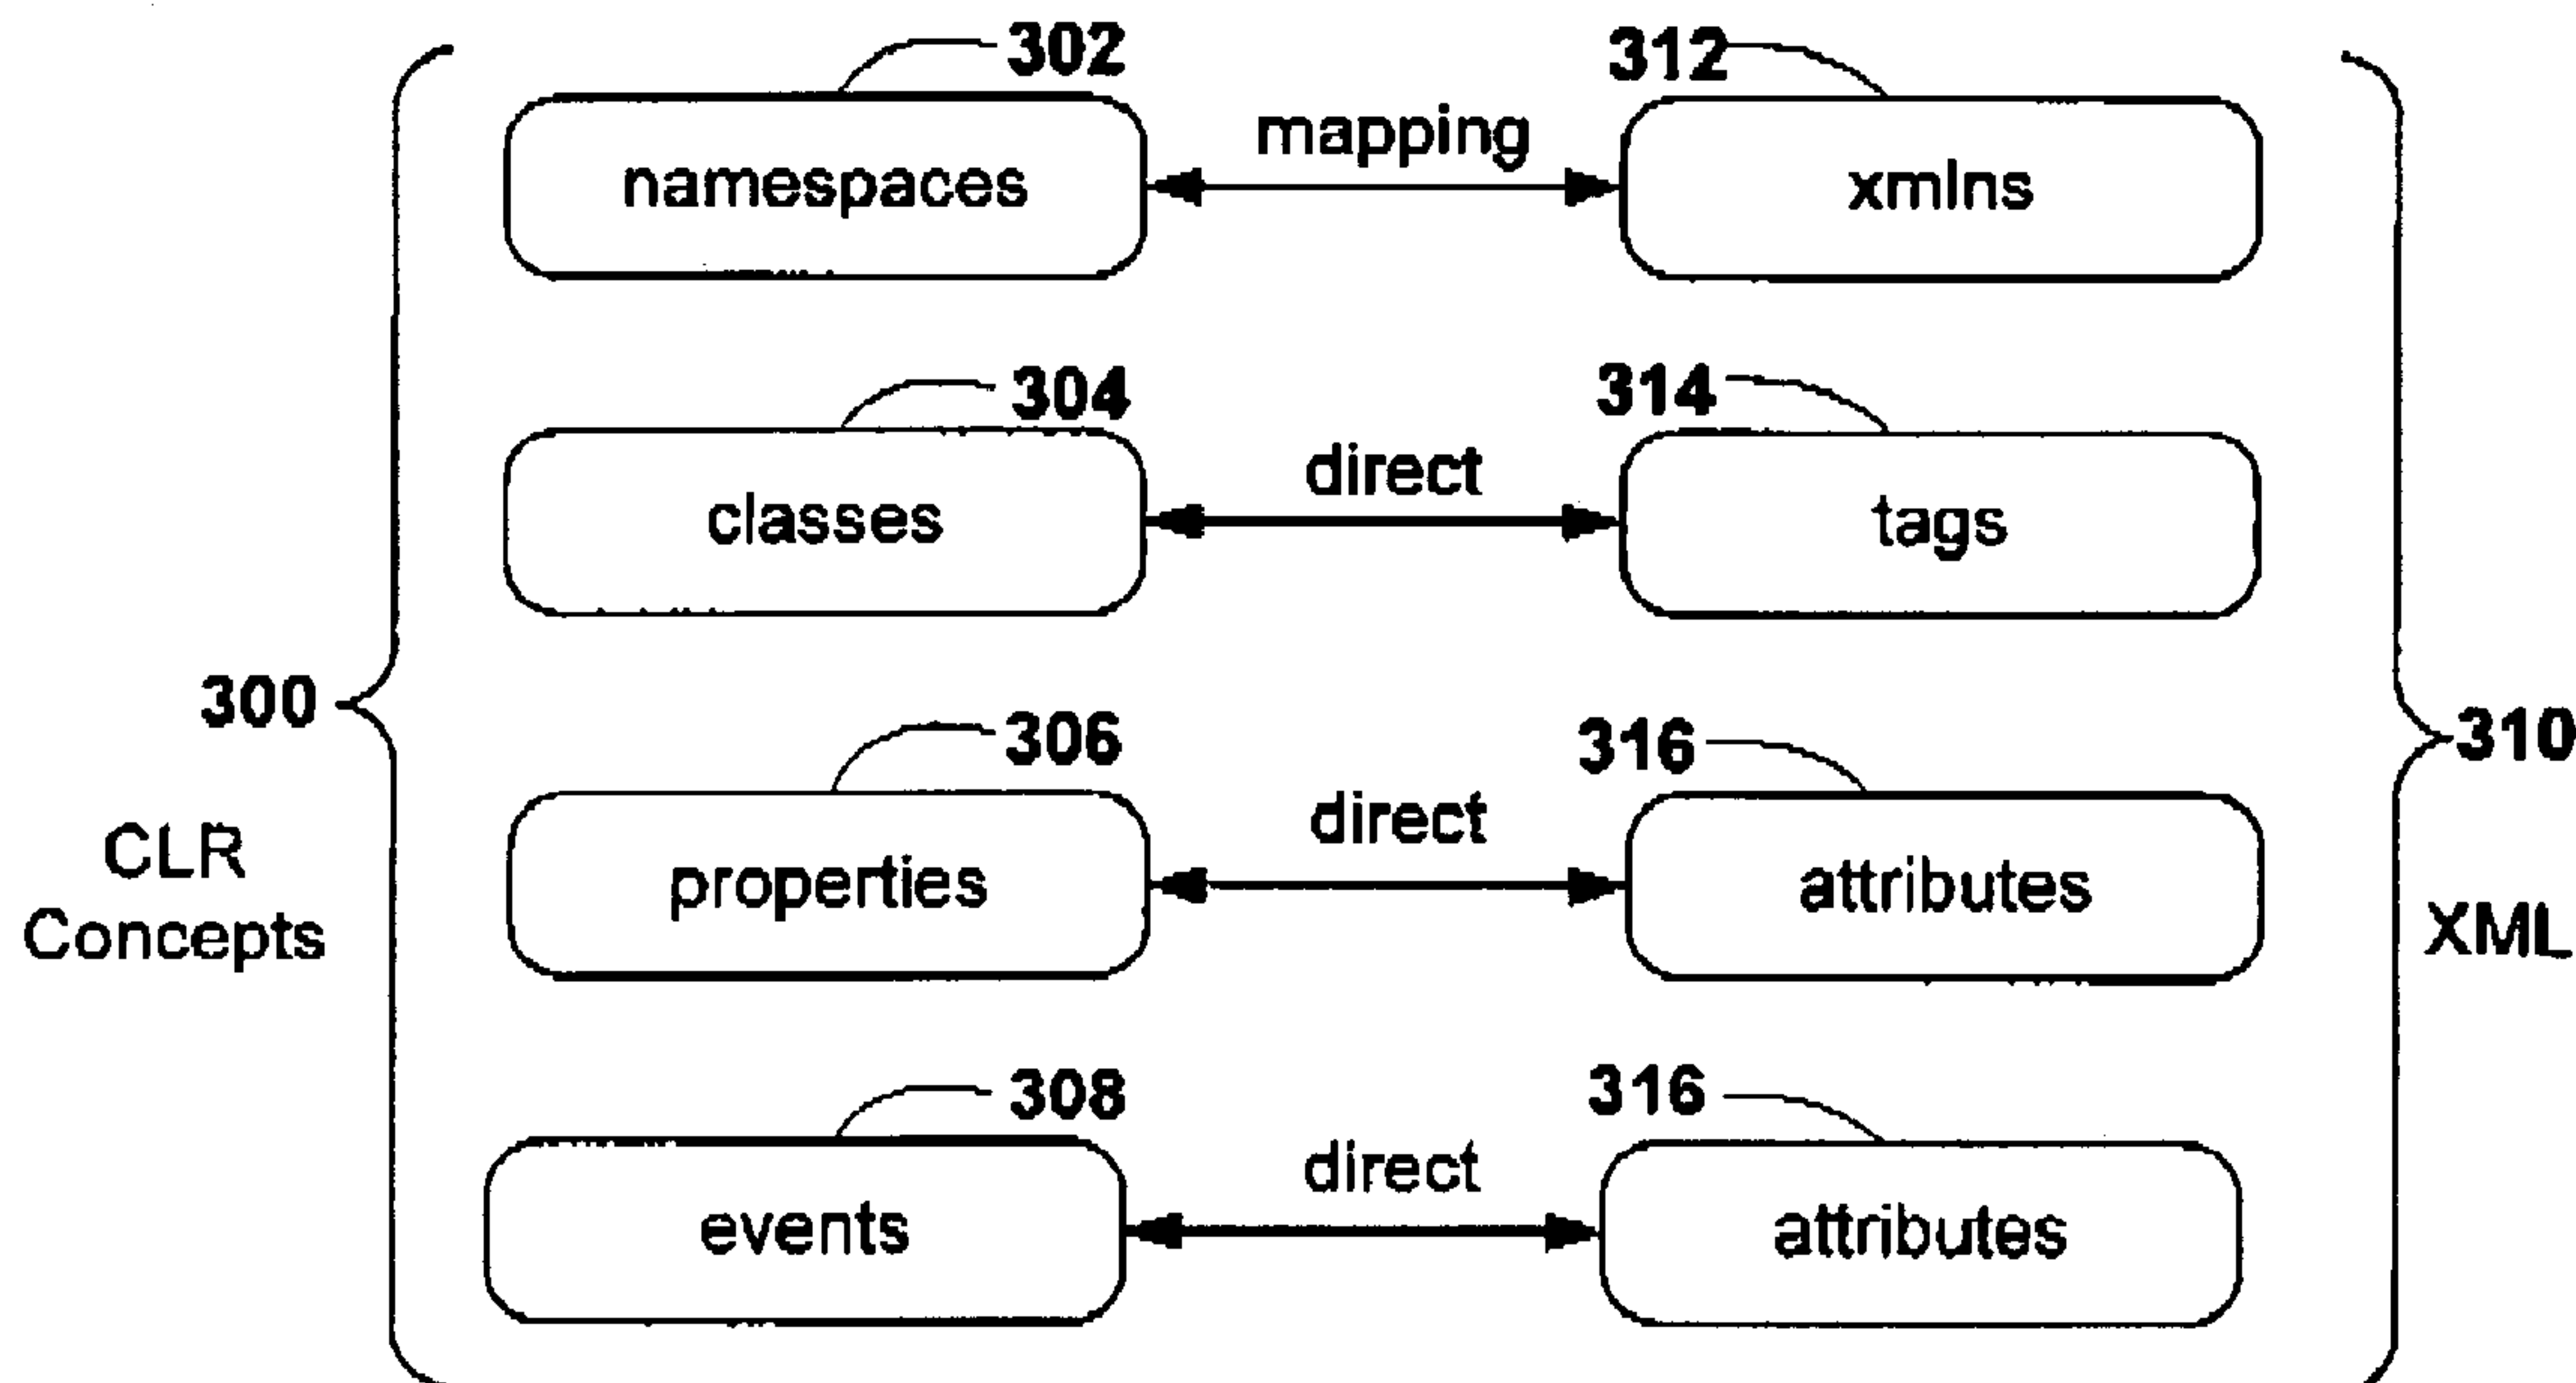 302
312
namespaces
mapping
xmlns
304
314
classes
direct
tags
300
306
316
310
CLR
Concepts
properties
direct
attributes
XML
308
316
events
direct
attributes